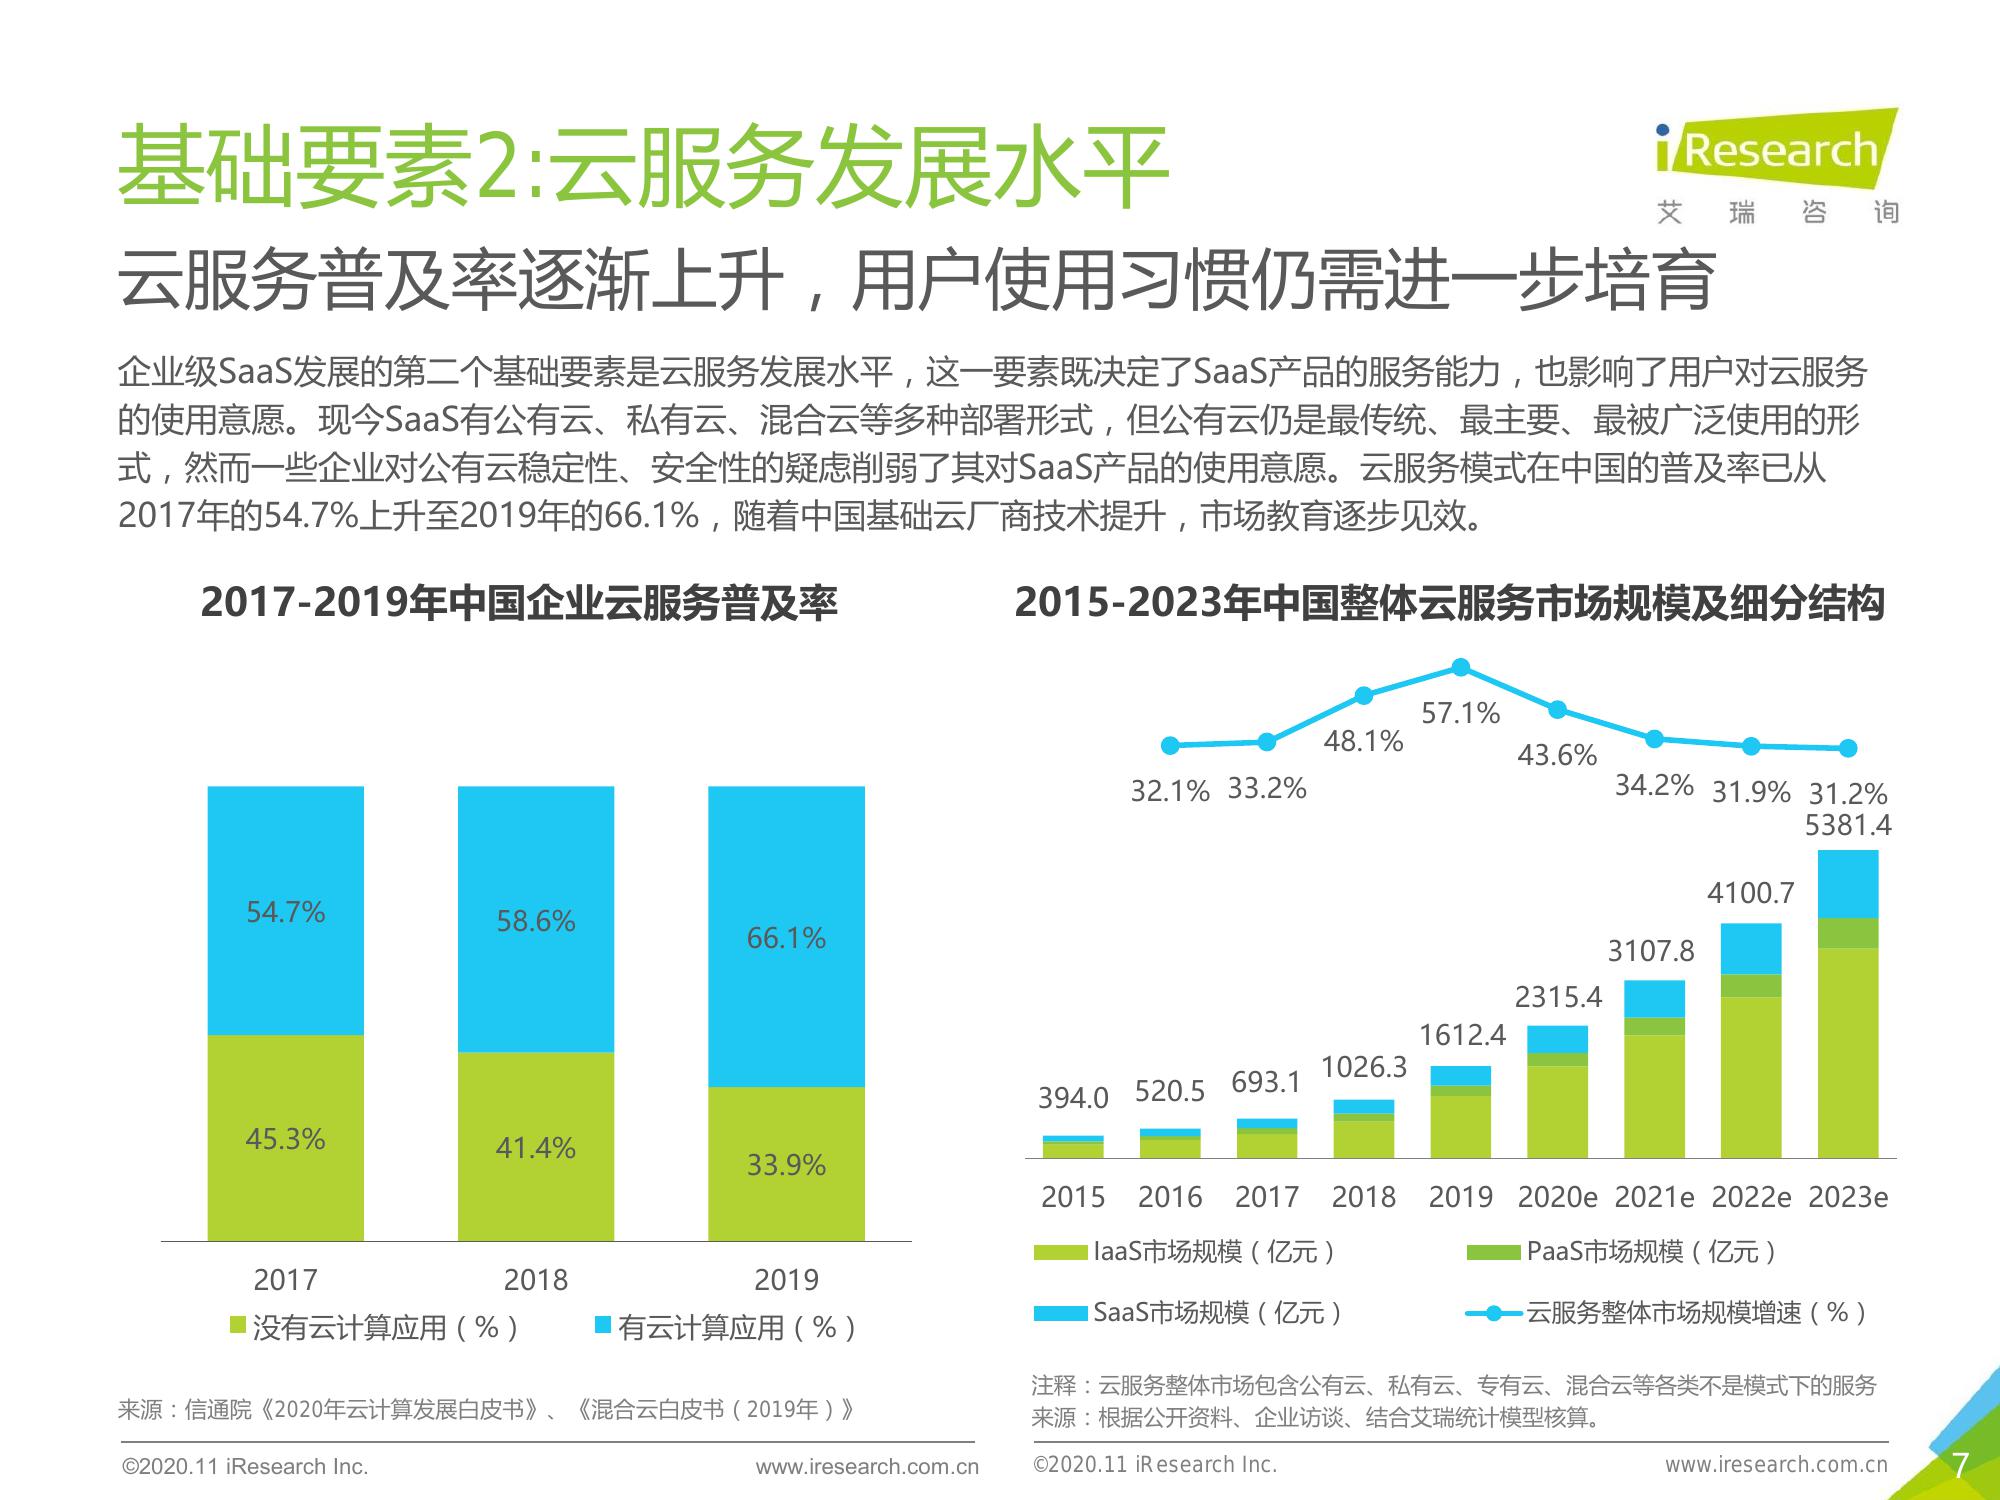 基础要素2:云服务发展水平
iResearch
艾瑞咨询
云服务普及率逐渐上升，用户使用习惯仍需进一步培育
企业级SaaS发展的第二个基础要素是云服务发展水平，这一要素既决定了SaaS产品的服务能力，也影响了用户对云服务
的使用意愿。现今SaaS有公有云、私有云、混合云等多种部署形式，但公有云仍是最传统、最主要、最被广泛使用的形
式，然而一些企业对公有云稳定性、安全性的疑虑削弱了其对SaaS产品的使用意愿。云服务模式在中国的普及率已从
2017年的54.7%上升至2019年的66.1%，随着中国基础云厂商技术提升，市场教育逐步见效。
2017-2019年中国企业云服务普及率
54.7%
58.6%
66.1%
45.3%
41.4%
33.9%
2017 2018 2019
没有云计算应用（%） 有云计算应用（%）
来源：信通院《2020年云计算发展白皮书》、《混合云白皮书（2019年）》
©2020.11 iResearch Inc. www.iresearch.com.cn
2015-2023年中国整体云服务市场规模及细分结构
32.1% 33.2% 48.1% 57.1% 43.6% 34.2% 31.9% 31.2%
394.0 520.5 693.1 1026.3 1612.4 2315.4 3107.8 4100.7 5381.4
2015 2016 2017 2018 2019 2020e 2021e 2022e 2023e
IaaS市场规模（亿元） PaaS市场规模（亿元）
SaaS市场规模（亿元） 云服务整体市场规模增速（%）
注释：云服务整体市场包含公有云、私有云、专有云、混合云等各类不是模式下的服务
来源：根据公开资料、企业访谈、结合艾瑞统计模型核算。
©2020.11 iResearch Inc. www.iresearch.com.cn
7